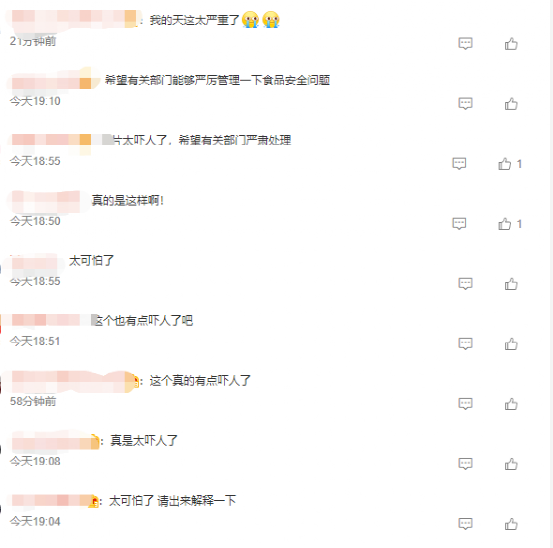 ：我的天这太严重了😭😭
21分钟前
希望有关部门能够严厉管理一下食品安全问题
今天19:10
片太吓人了，希望有关部门严肃处理
今天18:55
1
真的是这样啊！
今天18:50
1
太可怕了
今天18:55
这个也有点吓人了吧
今天18:51
：这个真的有点吓人了
58分钟前
：真是太吓人了
今天19:08
：太可怕了 请出来解释一下
今天19:04